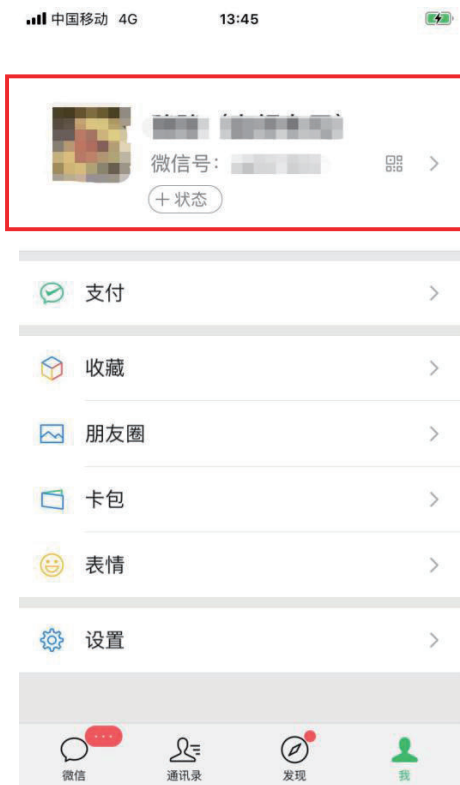 中国移动 4G 13:45
微信号：
+ 状态
支付
收藏
朋友圈
卡包
表情
设置
微信 通讯录 发现 我